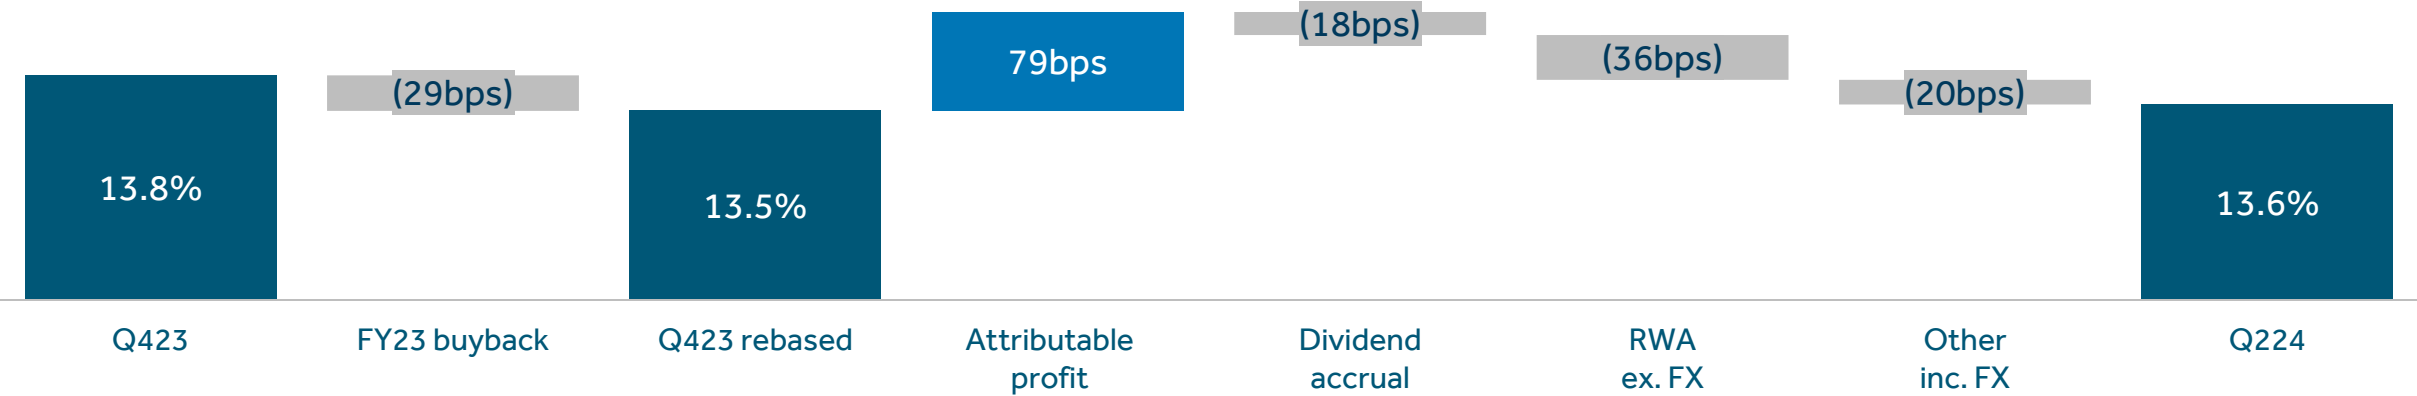 13.8%
(29bps)
13.5%
79bps
(18bps)
(36bps)
(20bps)
13.6%
Q423
FY23 buyback
Q423 rebased
Attributable
profit
Dividend
accrual
RWA
ex. FX
Other
inc. FX
Q224